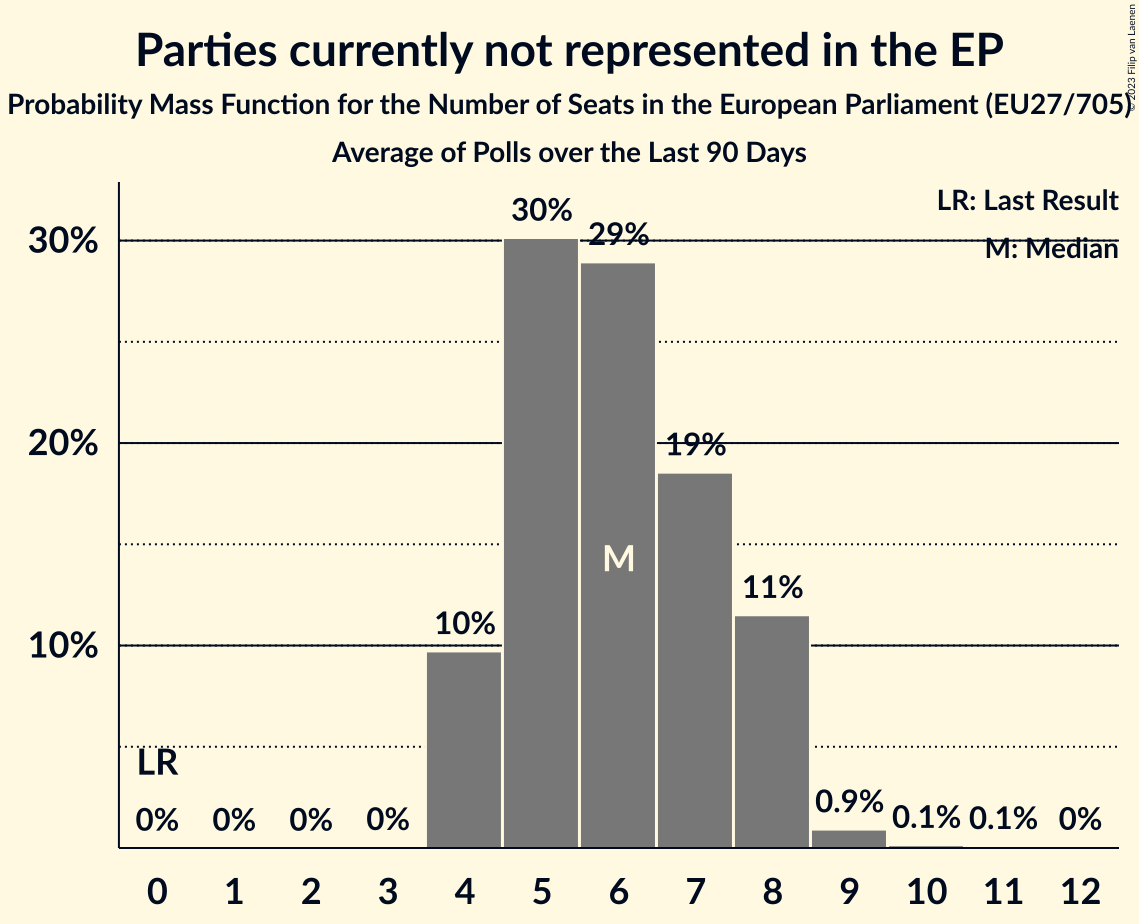 Parties currently not represented in the EP
Probability Mass Function for the Number of Seats in the European Parliament (EU27/705)
Average of Polls over the Last 90 Days
© 2023 Filip van Laenen
LR: Last Result
M: Median
30%
20%
10%
30%
29%
19%
M
11%
10%
LR
0% 0% 0% 0% 0.9% 0.1% 0.1% 0%
0 1 2 3 4 5 6 7 8 9 10 11 12